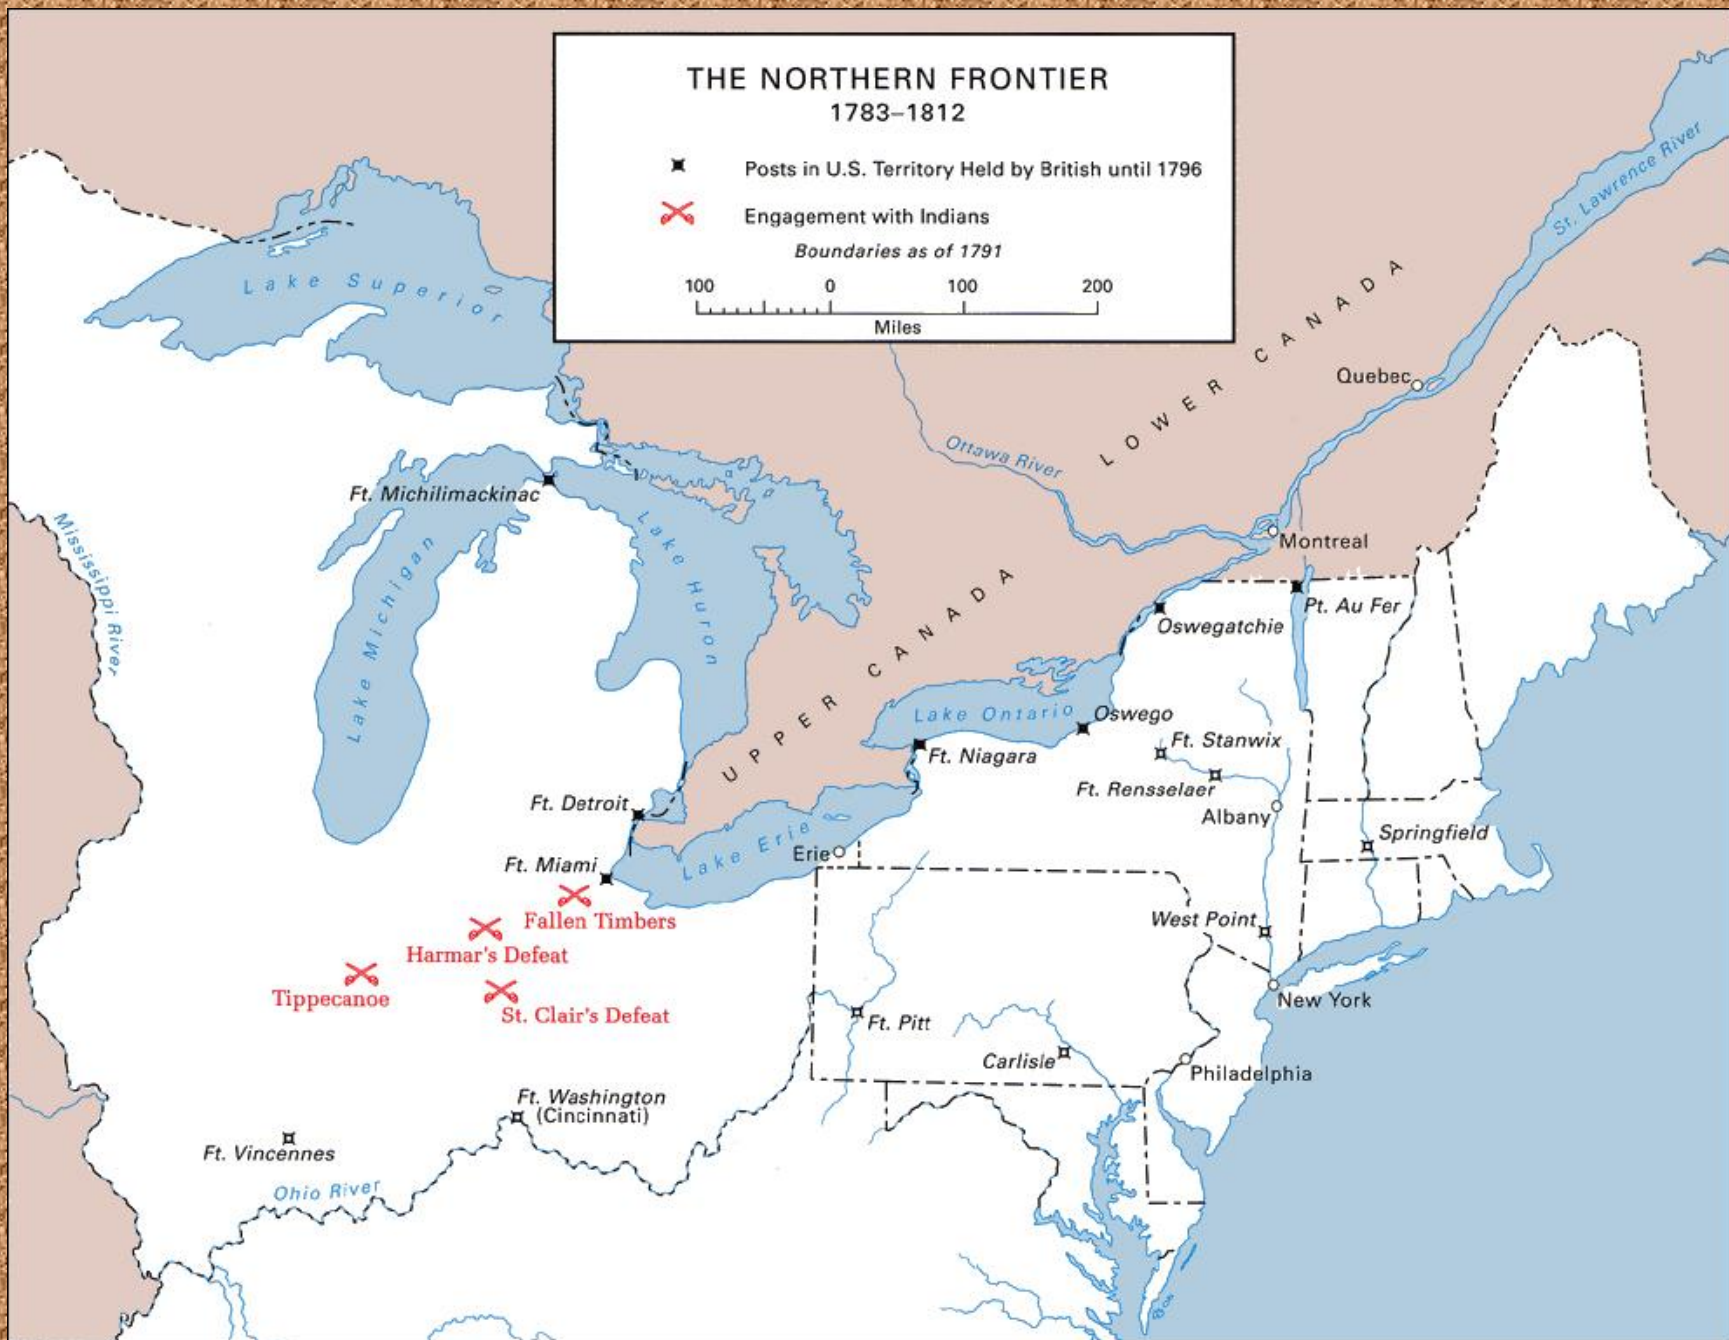 THE NORTHERN FRONTIER
1783–1812
Posts in U.S. Territory Held by British until 1796
Engagement with Indians
Boundaries as of 1791
100 0 100 200
Miles
St. Lawrence River
Lake Superior
LOWER CANADA
Quebec
Ottawa River
Ft. Michilimackinac
Mississippi River
Lake Michigan
Lake Huron
Montreal
Pt. Au Fer
Oswegatchie
UPPER CANADA
Lake Ontario
Oswego
Ft. Stanwix
Ft. Niagara
Ft. Rensselaer
Ft. Detroit
Albany
Springfield
Lake Erie
Erie
Ft. Miami
Fallen Timbers
West Point
Harmar's Defeat
Tippecanoe
St. Clair's Defeat
New York
Ft. Pitt
Carlisle
Philadelphia
Ft. Washington
(Cincinnati)
Ft. Vincennes
Ohio River